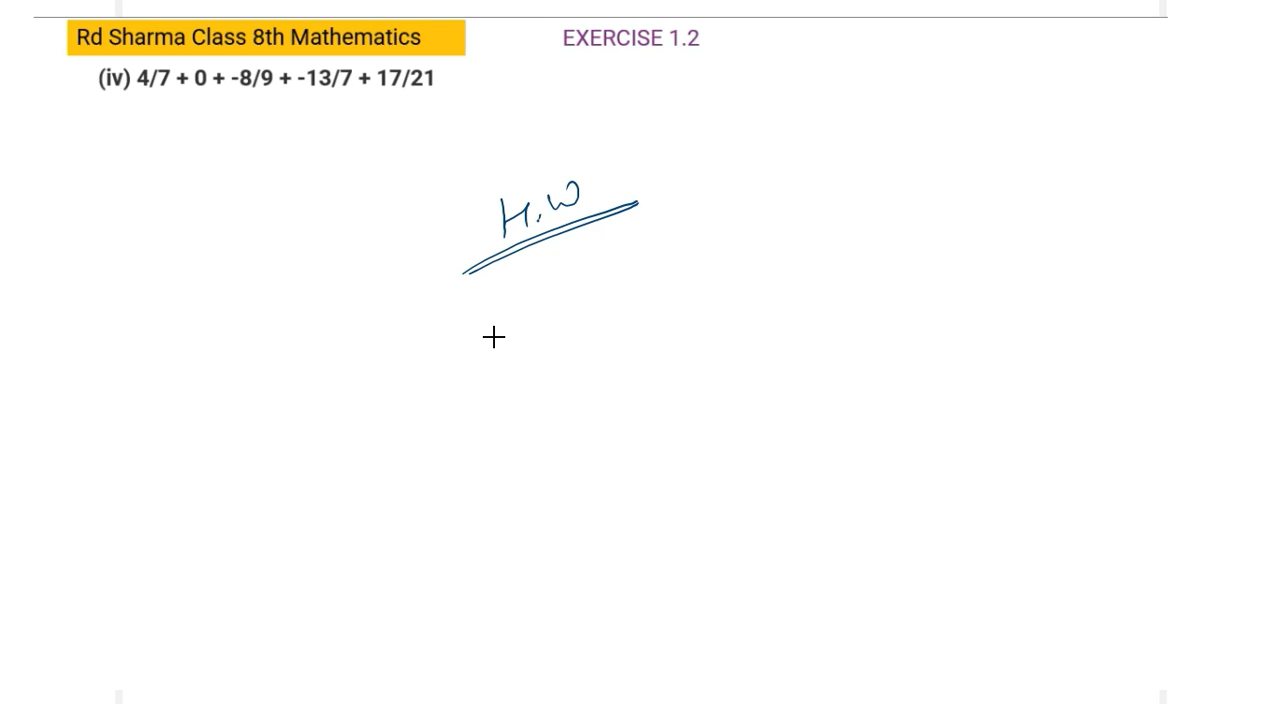 Rd Sharma Class 8th Mathematics
EXERCISE 1.2
(iv) 4/7 + 0 + -8/9 + -13/7 + 17/21
H.W